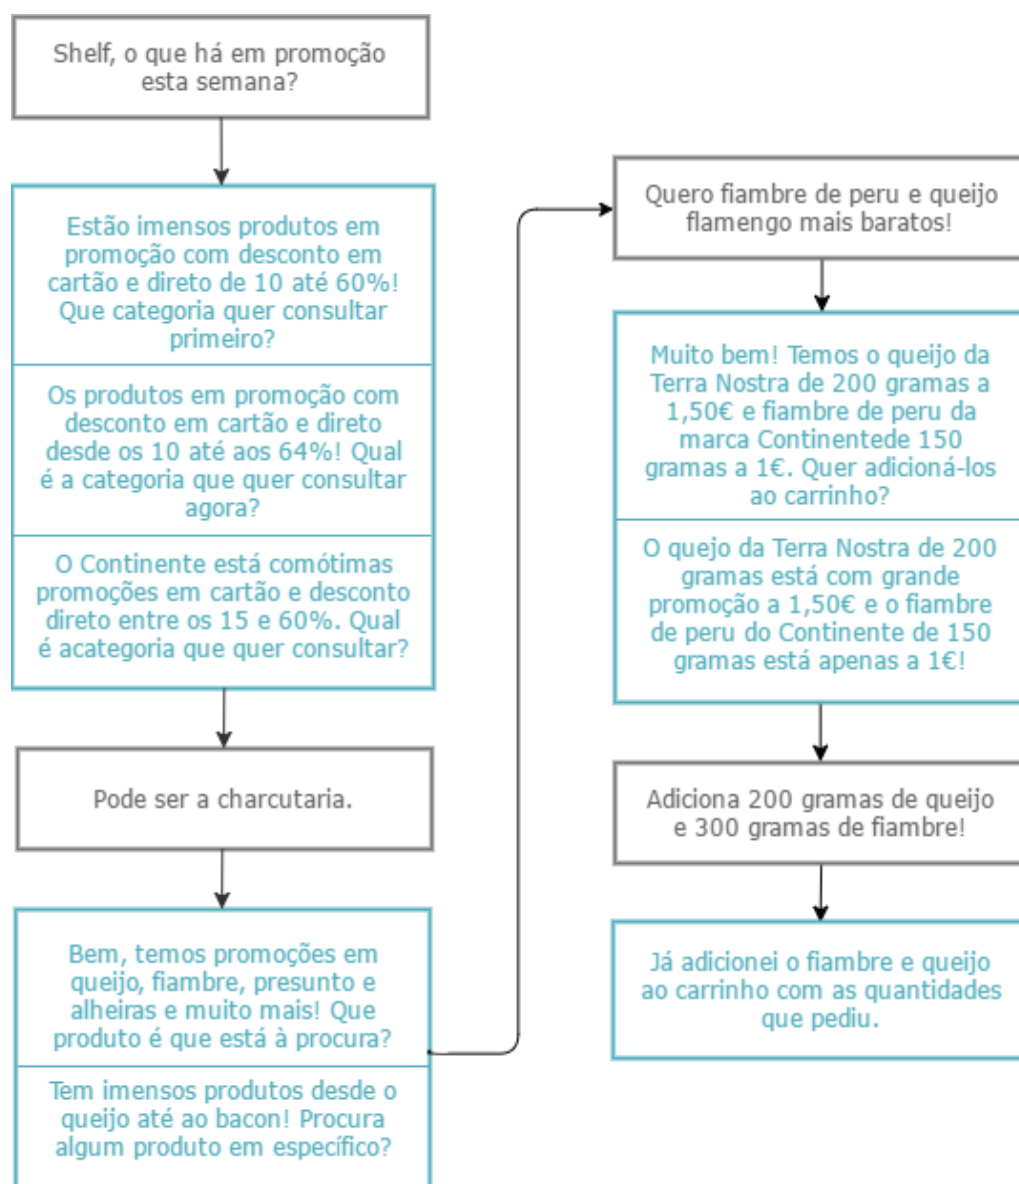 Shelf, o que há em promoção
esta semana?
Estão imensos produtos em
promoção com desconto em
cartão e direto de 10 até 60%!
Que categoria quer consultar
primeiro?
Os produtos em promoção com
desconto em cartão e direto
desde os 10 até aos 64%! Qual
é a categoria que quer consultar
agora?
O Continente está comótimas
promoções em cartão e desconto
direto entre os 15 e 60%. Qual
é acategoria que quer consultar?
Pode ser a charcutaria.
Bem, temos promoções em
queijo, fiambre, presunto e
alheiras e muito mais! Que
produto é que está à procura?
Tem imensos produtos desde o
queijo até ao bacon! Procura
algum produto em específico?
Quero fiambre de peru e queijo
flamengo mais baratos!
Muito bem! Temos o queijo da
Terra Nostra de 200 gramas a
1,50€ e fiambre de peru da
marca Continentede 150
gramas a 1€. Quer adicioná-los
ao carrinho?
O quejo da Terra Nostra de 200
gramas está com grande
promoção a 1,50€ e o fiambre
de peru do Continente de 150
gramas está apenas a 1€!
Adiciona 200 gramas de queijo
e 300 gramas de fiambre!
Já adicionei o fiambre e queijo
ao carrinho com as quantidades
que pediu.